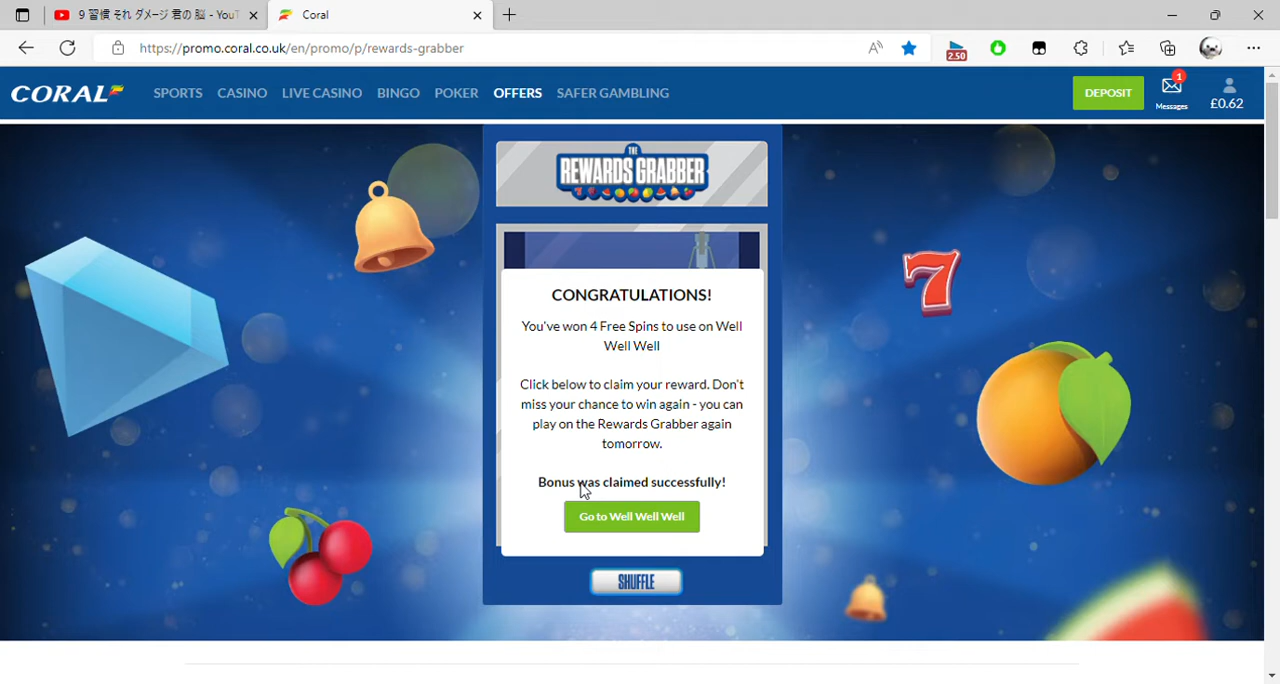 9 習慣 それ ダメージ 君の 脳 - YouT
Coral
https://promo.coral.co.uk/en/promo/p/rewards-grabber
2.50
CORAL
SPORTS
CASINO
LIVE CASINO
BINGO
POKER
OFFERS
SAFER GAMBLING
DEPOSIT
1
Messages
£0.62
THE
REWARDS GRABBER
7
CONGRATULATIONS!
You've won 4 Free Spins to use on Well
Well Well
Click below to claim your reward. Don't
miss your chance to win again - you can
play on the Rewards Grabber again
tomorrow.
Bonus was claimed successfully!
Go to Well Well Well
SHUFFLE